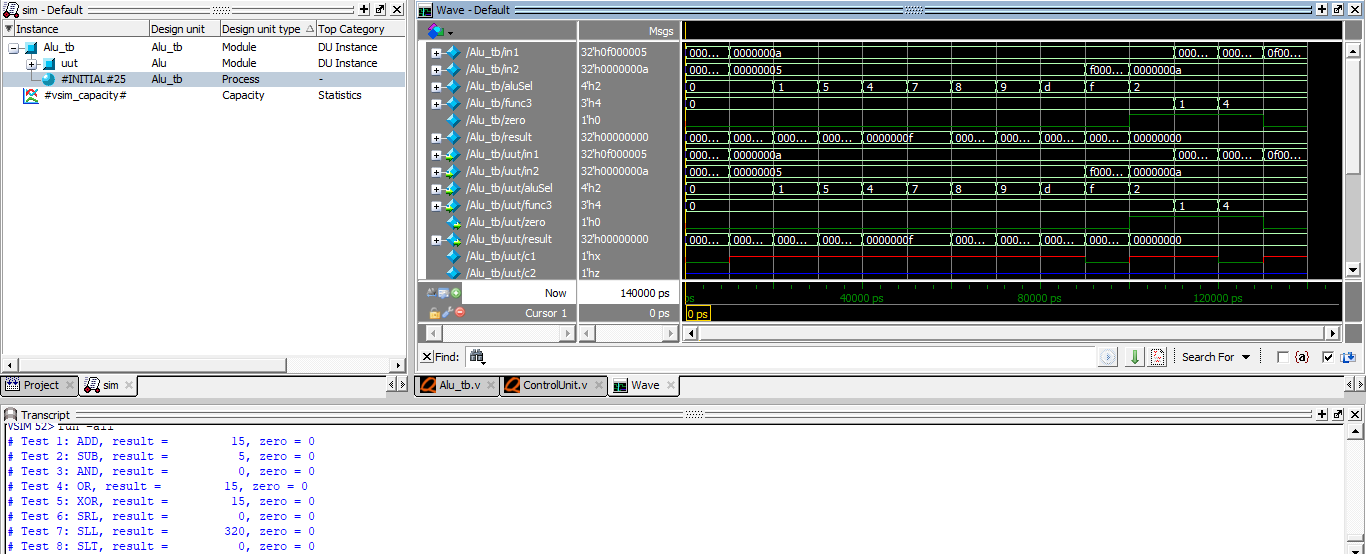 sim - Default
Instance Design unit Design unit type Top Category
Alu_tb Alu_tb Module DU Instance
uut Alu Module DU Instance
#INITIAL#25 Alu_tb Process -
#vsim_capacity# Capacity Statistics
Project sim
Wave - Default
Msgs
/Alu_tb/in1 32'h0f000005 000... 0000000a 000... 000... 0f00...
/Alu_tb/in2 32'h0000000a 000... 00000005 f000... 0000000a
/Alu_tb/aluSel 4'h2 0 1 5 4 7 8 9 d f 2
/Alu_tb/func3 3'h4 0 1 4
/Alu_tb/zero 1'h0
/Alu_tb/result 32'h00000000 000... 000... 000... 000... 0000000f 000... 000... 000... 000... 00000000
/Alu_tb/uut/in1 32'h0f000005 000... 0000000a 000... 000... 0f00...
/Alu_tb/uut/in2 32'h0000000a 000... 00000005 f000... 0000000a
/Alu_tb/uut/aluSel 4'h2 0 1 5 4 7 8 9 d f 2
/Alu_tb/uut/func3 3'h4 0 1 4
/Alu_tb/uut/zero 1'h0
/Alu_tb/uut/result 32'h00000000 000... 000... 000... 000... 0000000f 000... 000... 000... 000... 00000000
/Alu_tb/uut/c1 1'hx
/Alu_tb/uut/c2 1'hz
Now 140000 ps ps 40000 ps 80000 ps 120000 ps
Cursor 1 0 ps 0 ps
Find: Search For {a}
Alu_tb.v ControlUnit.v Wave
Transcript
VSIM 52> run -all
# Test 1: ADD, result = 15, zero = 0
# Test 2: SUB, result = 5, zero = 0
# Test 3: AND, result = 0, zero = 0
# Test 4: OR, result = 15, zero = 0
# Test 5: XOR, result = 15, zero = 0
# Test 6: SRL, result = 0, zero = 0
# Test 7: SLL, result = 320, zero = 0
# Test 8: SLT, result = 0, zero = 0